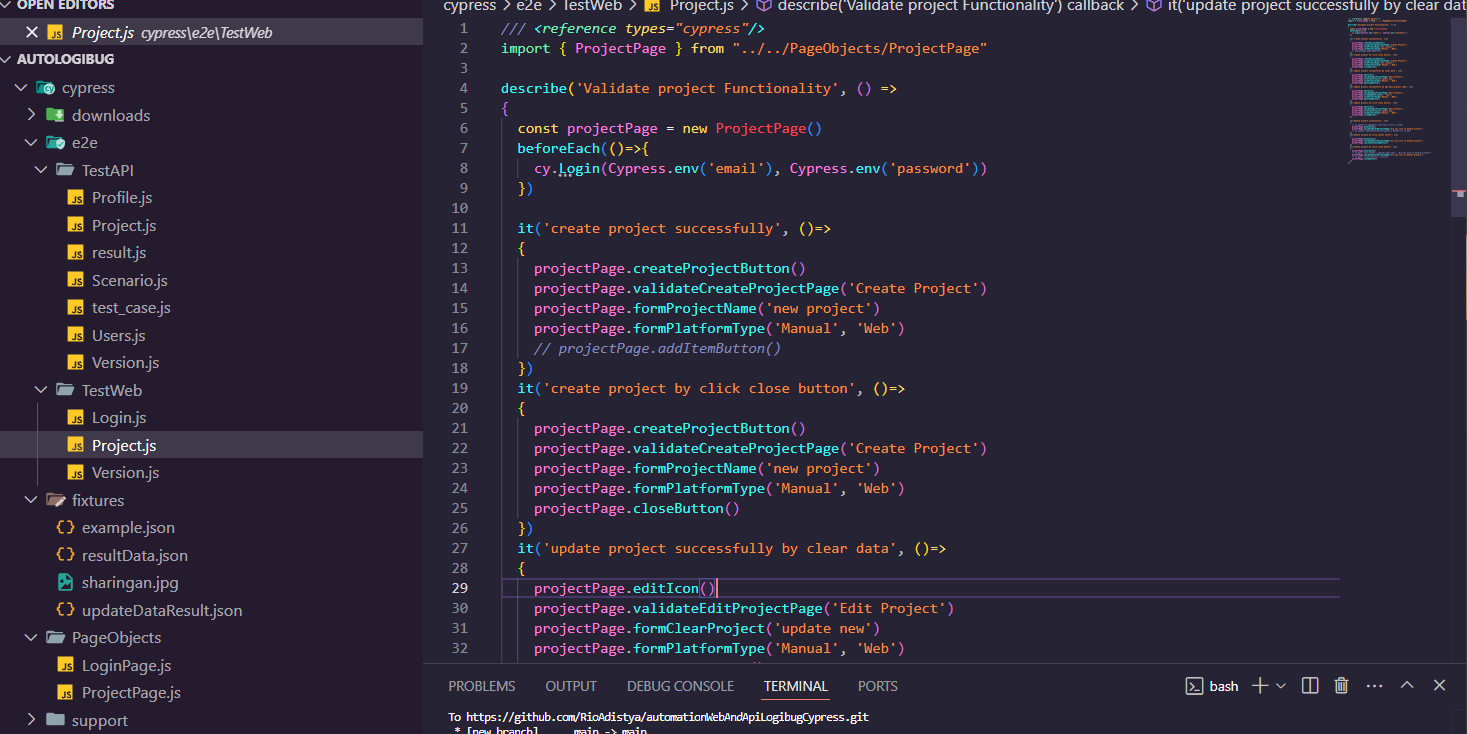 OPEN EDITORS
Project.js cypress\e2e\TestWeb
AUTOLOGIBUG
cypress
downloads
e2e
TestAPI
Profile.js
Project.js
result.js
Scenario.js
test_case.js
Users.js
Version.js
TestWeb
Login.js
Project.js
Version.js
fixtures
example.json
resultData.json
sharingan.jpg
updateDataResult.json
PageObjects
LoginPage.js
ProjectPage.js
support
cypress > e2e > TestWeb > JS Project.js > describe('Validate project Functionality') callback > it('update project successfully by clear dat
1 /// <reference types="cypress"/>
2 import { ProjectPage } from "../../PageObjects/ProjectPage"
3
4 describe('Validate project Functionality', () =>
5 {
6 const projectPage = new ProjectPage()
7 beforeEach(()=>{
8 cy.Login(Cypress.env('email'), Cypress.env('password'))
9 })
10
11 it('create project successfully', ()=>
12 {
13 projectPage.createProjectButton()
14 projectPage.validateCreateProjectPage('Create Project')
15 projectPage.formProjectName('new project')
16 projectPage.formPlatformType('Manual', 'Web')
17 // projectPage.addItemButton()
18 })
19 it('create project by click close button', ()=>
20 {
21 projectPage.createProjectButton()
22 projectPage.validateCreateProjectPage('Create Project')
23 projectPage.formProjectName('new project')
24 projectPage.formPlatformType('Manual', 'Web')
25 projectPage.closeButton()
26 })
27 it('update project successfully by clear data', ()=>
28 {
29 projectPage.editIcon()
30 projectPage.validateEditProjectPage('Edit Project')
31 projectPage.formClearProject('update new')
32 projectPage.formPlatformType('Manual', 'Web')
PROBLEMS OUTPUT DEBUG CONSOLE TERMINAL PORTS bash
To https://github.com/RioAdistya/automationWebAndApiLogibugCypress.git
* [new branch] main -> main